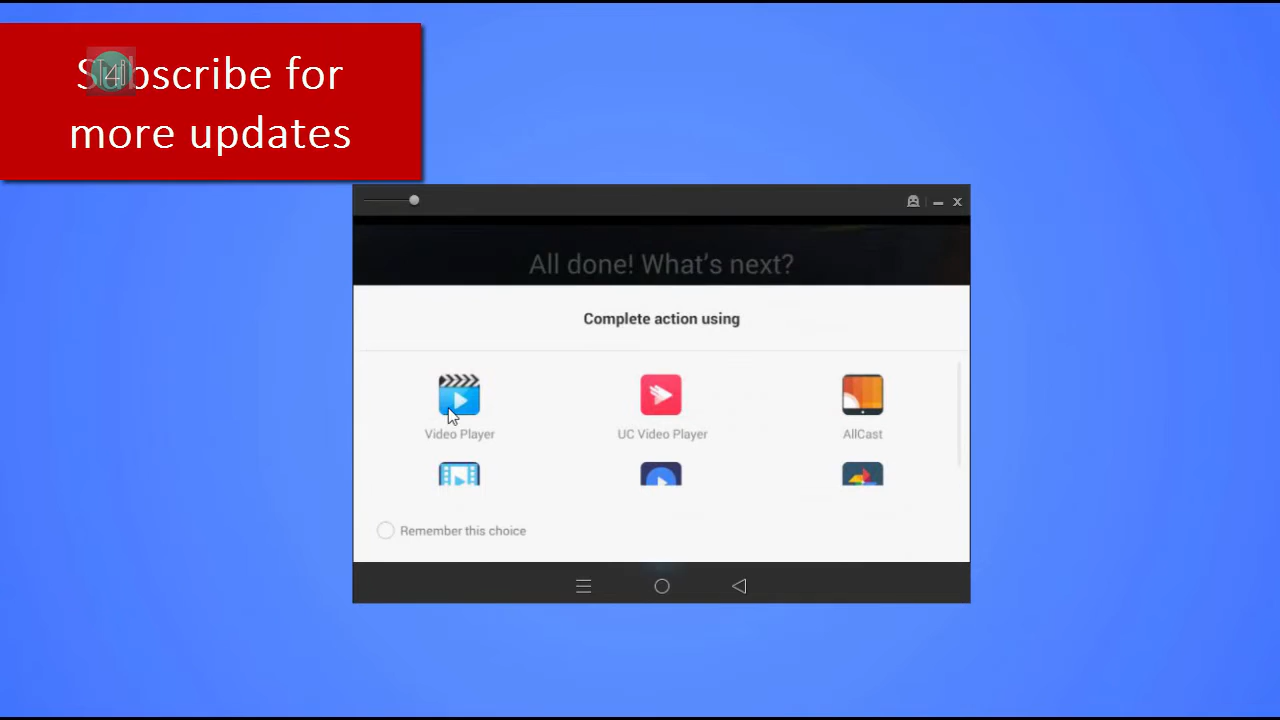 Subscribe for
more updates
T4i
All done! What's next?
Complete action using
Video Player
UC Video Player
AllCast
Remember this choice